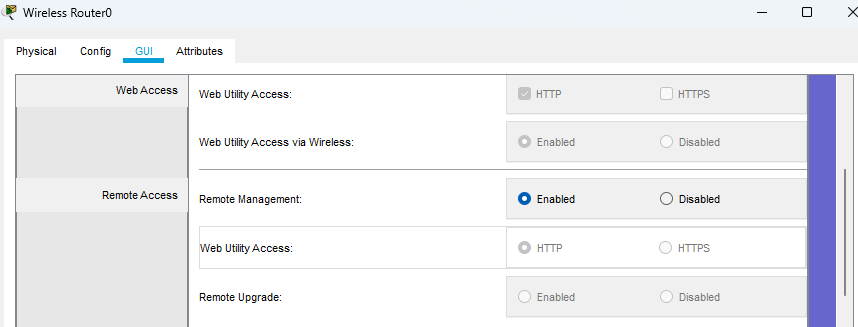 Wireless Router0
Physical Config GUI Attributes
Web Access
Web Utility Access: HTTP HTTPS
Web Utility Access via Wireless: Enabled Disabled
Remote Access
Remote Management: Enabled Disabled
Web Utility Access: HTTP HTTPS
Remote Upgrade: Enabled Disabled